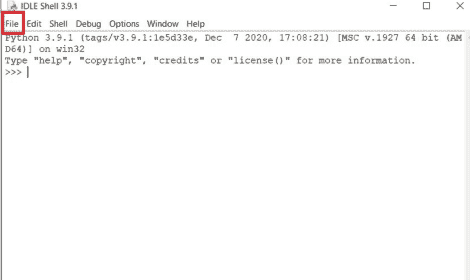 IDLE Shell 3.9.1
File Edit Shell Debug Options Window Help
Python 3.9.1 (tags/v3.9.1:1e5d33e, Dec  7 2020, 17:08:21) [MSC v.1927 64 bit (AM
D64)] on win32
Type "help", "copyright", "credits" or "license()" for more information.
>>>